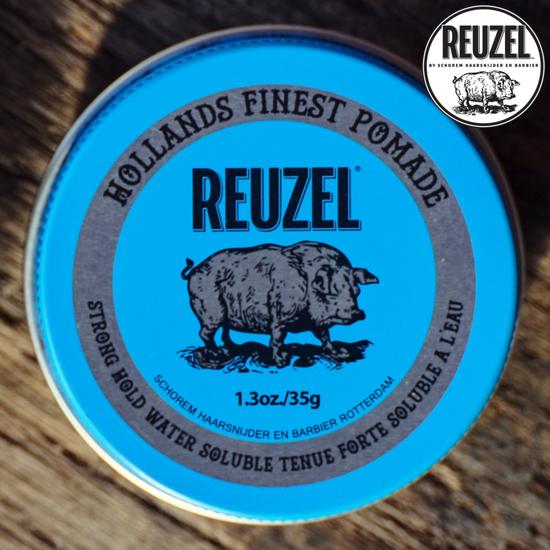 REUZEL
BY SCHOREM HAARSNIJDER EN BARBIER
HOLLANDS FINEST POMADE
REUZEL®
1.3oz./35g
SCHOREM HAARSNIJDER EN BARBIER ROTTERDAM
STRONG HOLD WATER SOLUBLE TENUE FORTE SOLUBLE A L'EAU